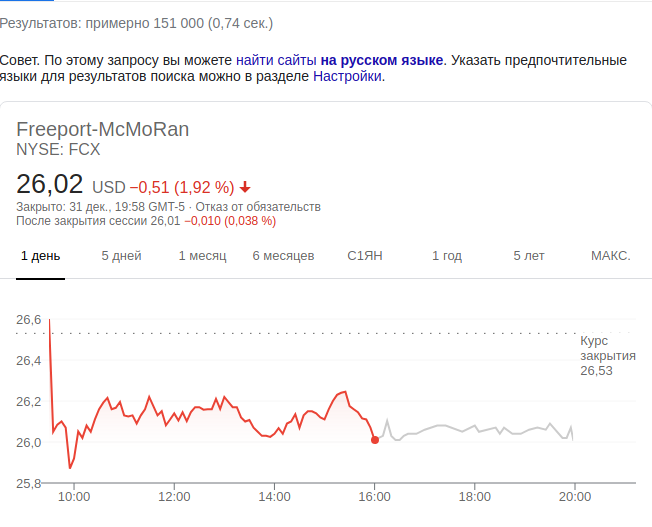 Результатов: примерно 151 000 (0,74 сек.)
Совет. По этому запросу вы можете найти сайты на русском языке. Указать предпочтительные
языки для результатов поиска можно в разделе Настройки.
Freeport-McMoRan
NYSE: FCX
26,02 USD −0,51 (1,92 %)
Закрыто: 31 дек., 19:58 GMT-5 · Отказ от обязательств
После закрытия сессии 26,01 −0,010 (0,038 %)
1 день 5 дней 1 месяц 6 месяцев С1ЯН 1 год 5 лет МАКС.
26,6
Курс
закрытия
26,53
26,4
26,2
26,0
25,8
10:00 12:00 14:00 16:00 18:00 20:00